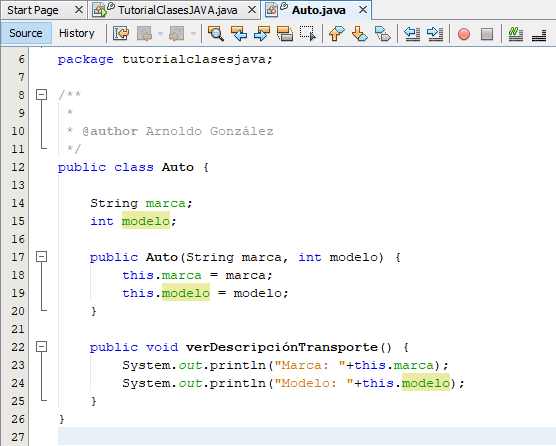 Start Page TutorialClasesJAVA.java Auto.java
Source History
6 package tutorialclasesjava;
7
8 /**
9 *
10 * @author Arnoldo González
11 */
12 public class Auto {
13
14 String marca;
15 int modelo;
16
17 public Auto(String marca, int modelo) {
18 this.marca = marca;
19 this.modelo = modelo;
20 }
21
22 public void verDescripciónTransporte() {
23 System.out.println("Marca: "+this.marca);
24 System.out.println("Modelo: "+this.modelo);
25 }
26 }
27